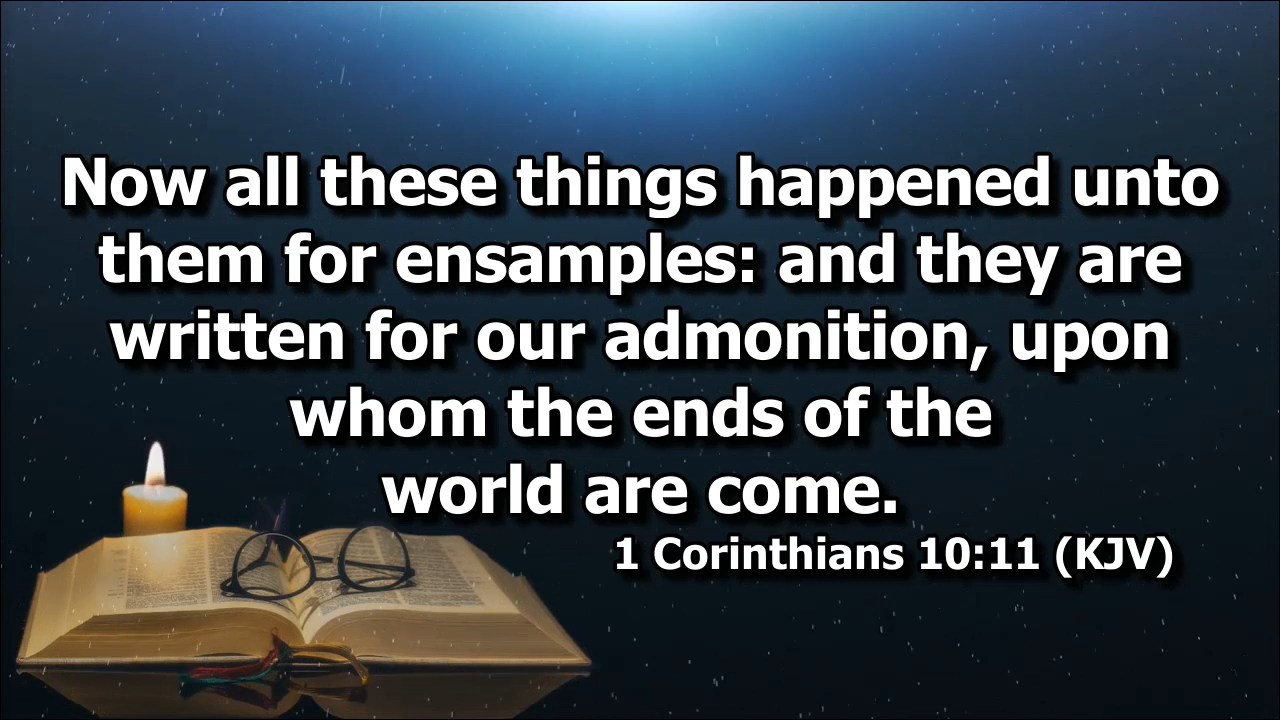 Now all these things happened unto
them for ensamples: and they are
written for our admonition, upon
whom the ends of the
world are come.
1 Corinthians 10:11 (KJV)